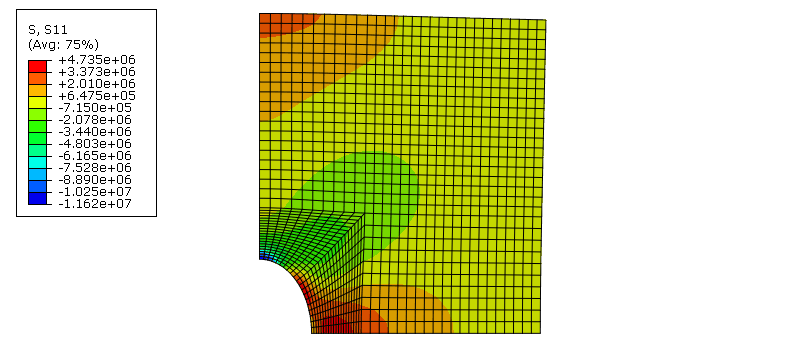 S, S11
(Avg: 75%)
+4.735e+06
+3.373e+06
+2.010e+06
+6.475e+05
-7.150e+05
-2.078e+06
-3.440e+06
-4.803e+06
-6.165e+06
-7.528e+06
-8.890e+06
-1.025e+07
-1.162e+07